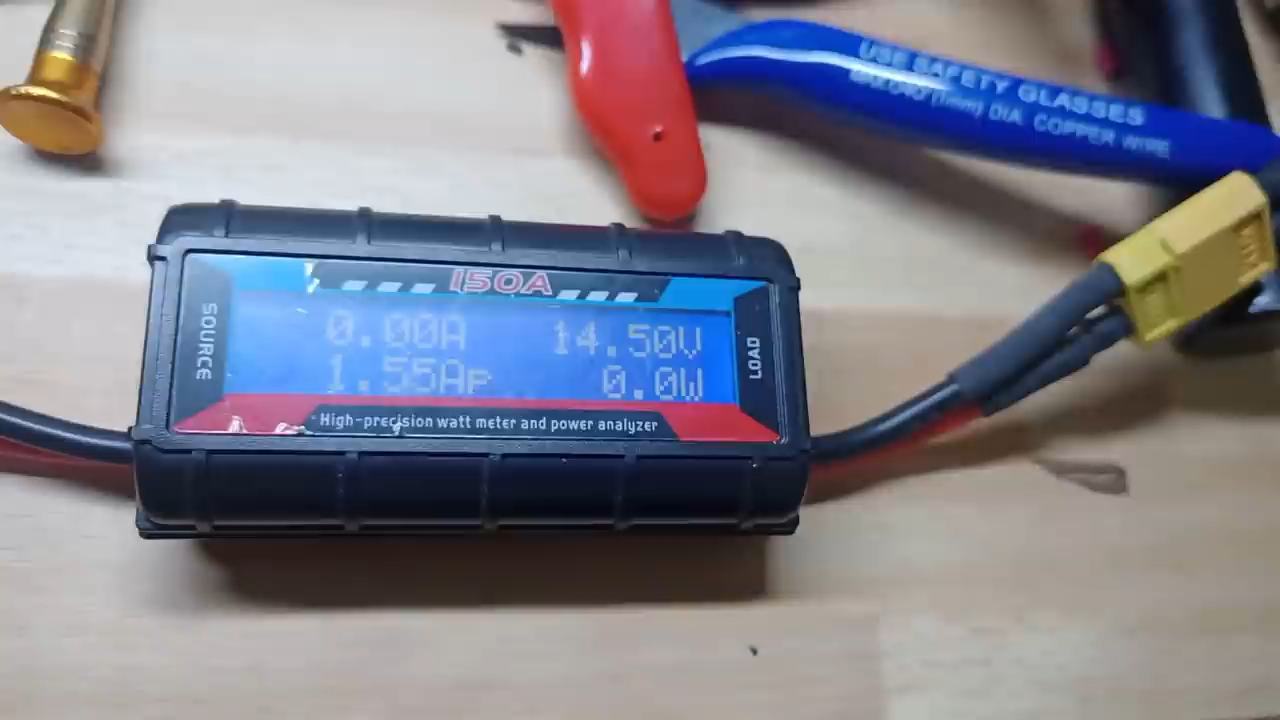 USE SAFETY GLASSES
DIA. COPPER WIRE
150A
SOURCE
0.00A 14.50V
1.55Ap 0.0W
LOAD
High-precision watt meter and power analyzer